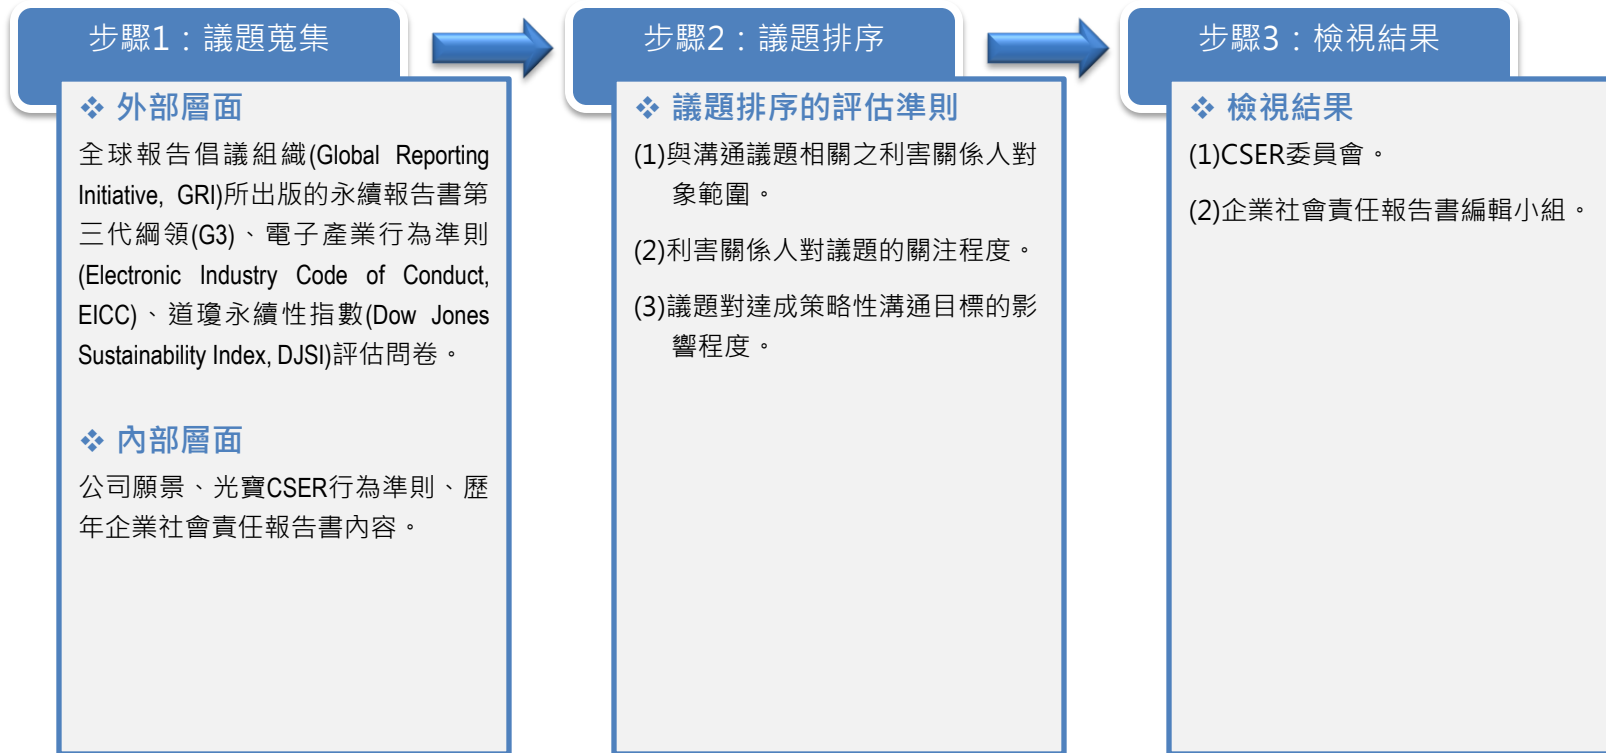 步驟1：議題蒐集
❖ 外部層面
全球報告倡議組織(Global Reporting
Initiative, GRI)所出版的永續報告書第
三代綱領(G3)、電子產業行為準則
(Electronic Industry Code of Conduct,
EICC)、道瓊永續性指數(Dow Jones
Sustainability Index, DJSI)評估問卷。
❖ 內部層面
公司願景、光寶CSER行為準則、歷
年企業社會責任報告書內容。
步驟2：議題排序
❖ 議題排序的評估準則
(1)與溝通議題相關之利害關係人對
象範圍。
(2)利害關係人對議題的關注程度。
(3)議題對達成策略性溝通目標的影
響程度。
步驟3：檢視結果
❖ 檢視結果
(1)CSER委員會。
(2)企業社會責任報告書編輯小組。